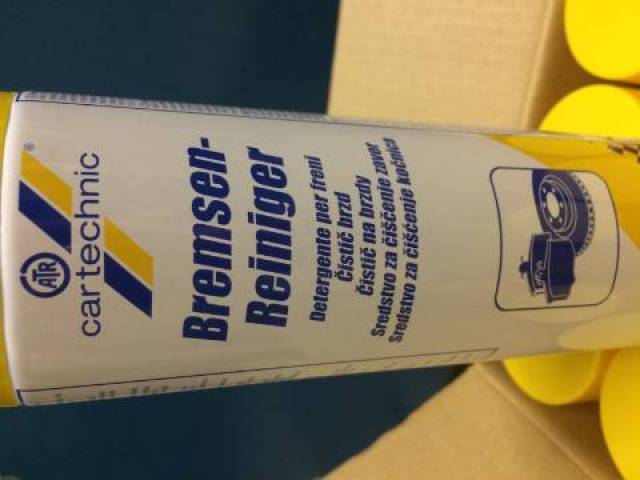 ATR
cartechnic
®
Bremsen-
Reiniger
Detergente per freni
Čistič brzd
Čistič na brzdy
Sredstvo za čiščenje zavor
Sredstvo za čišćenje kočnica